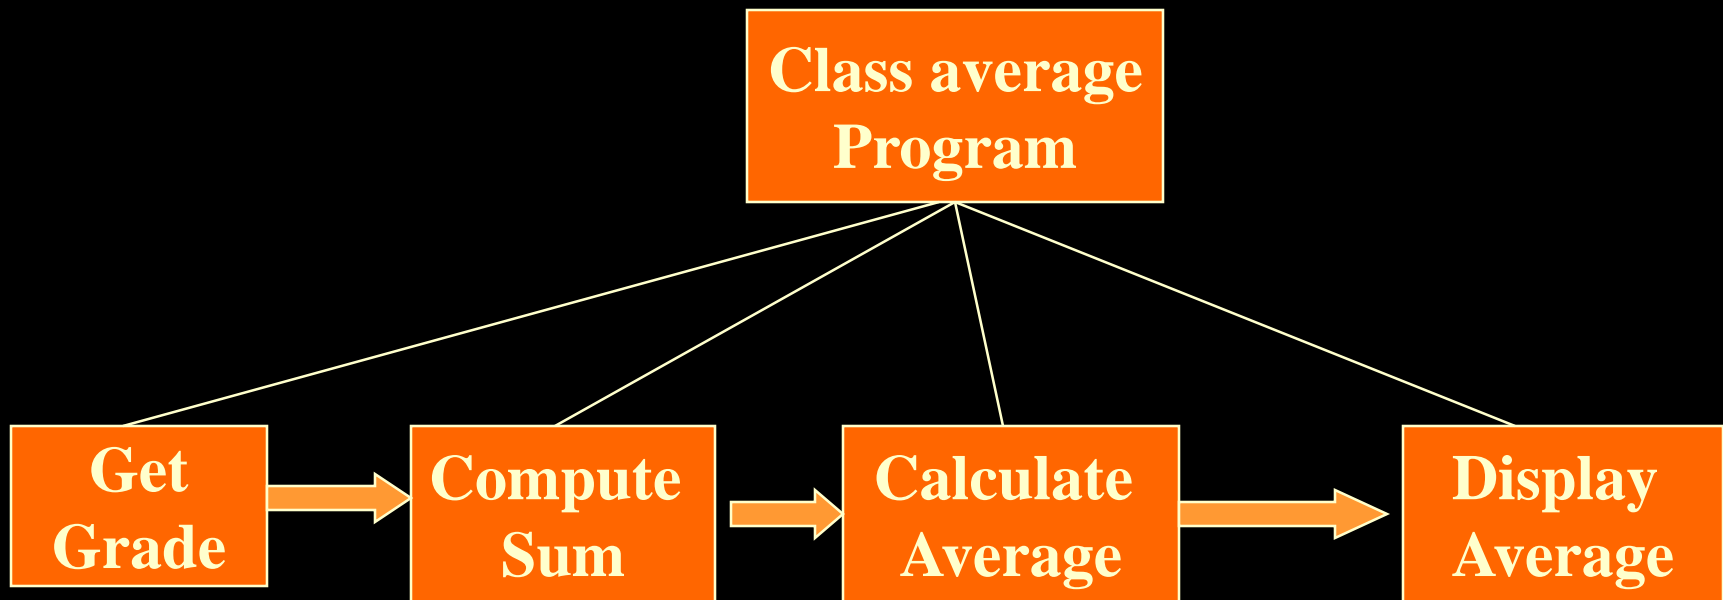 Class average
Program
Get
Grade
Compute
Sum
Calculate
Average
Display
Average